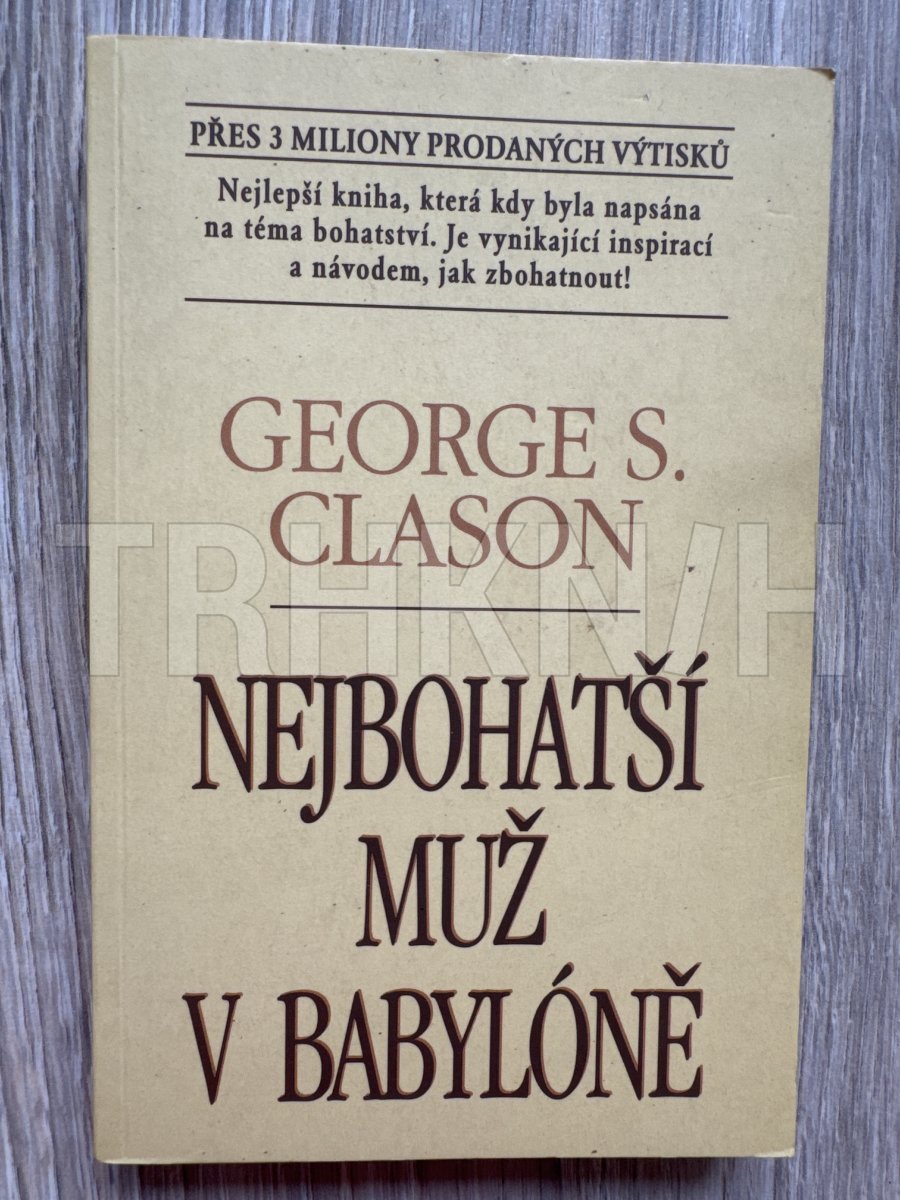 PŘES 3 MILIONY PRODANÝCH VÝTISKŮ
Nejlepší kniha, která kdy byla napsána
na téma bohatství. Je vynikající inspirací
a návodem, jak zbohatnout!
GEORGE S.
CLASON
TRHKNIH
NEJBOHATŠÍ
MUŽ
V BABYLÓNĚ